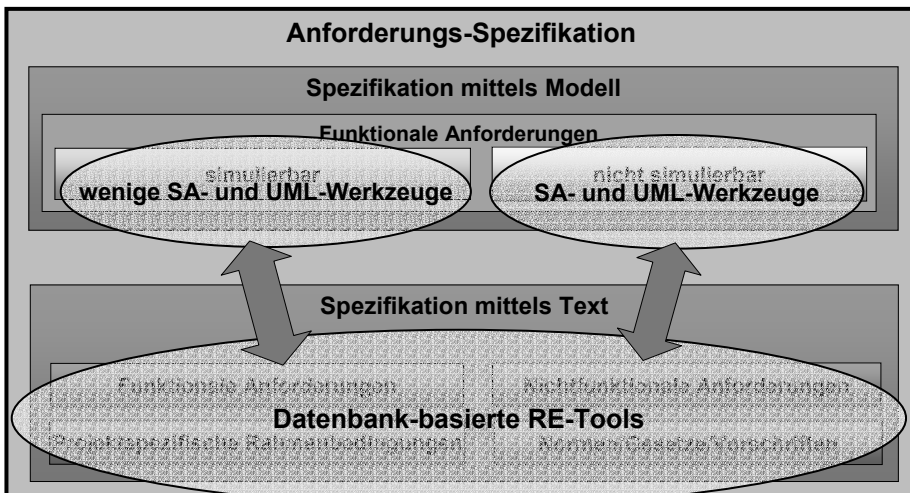 Anforderungs-Spezifikation
Spezifikation mittels Modell
Funktionale Anforderungen
simulierbar
nicht simulierbar
wenige SA- und UML-Werkzeuge
SA- und UML-Werkzeuge
Spezifikation mittels Text
Funktionale Anforderungen
Nichtfunktionale Anforderungen
Datenbank-basierte RE-Tools
Projektspezifische Rahmenbedingungen
Normen/Gesetze/Vorschriften